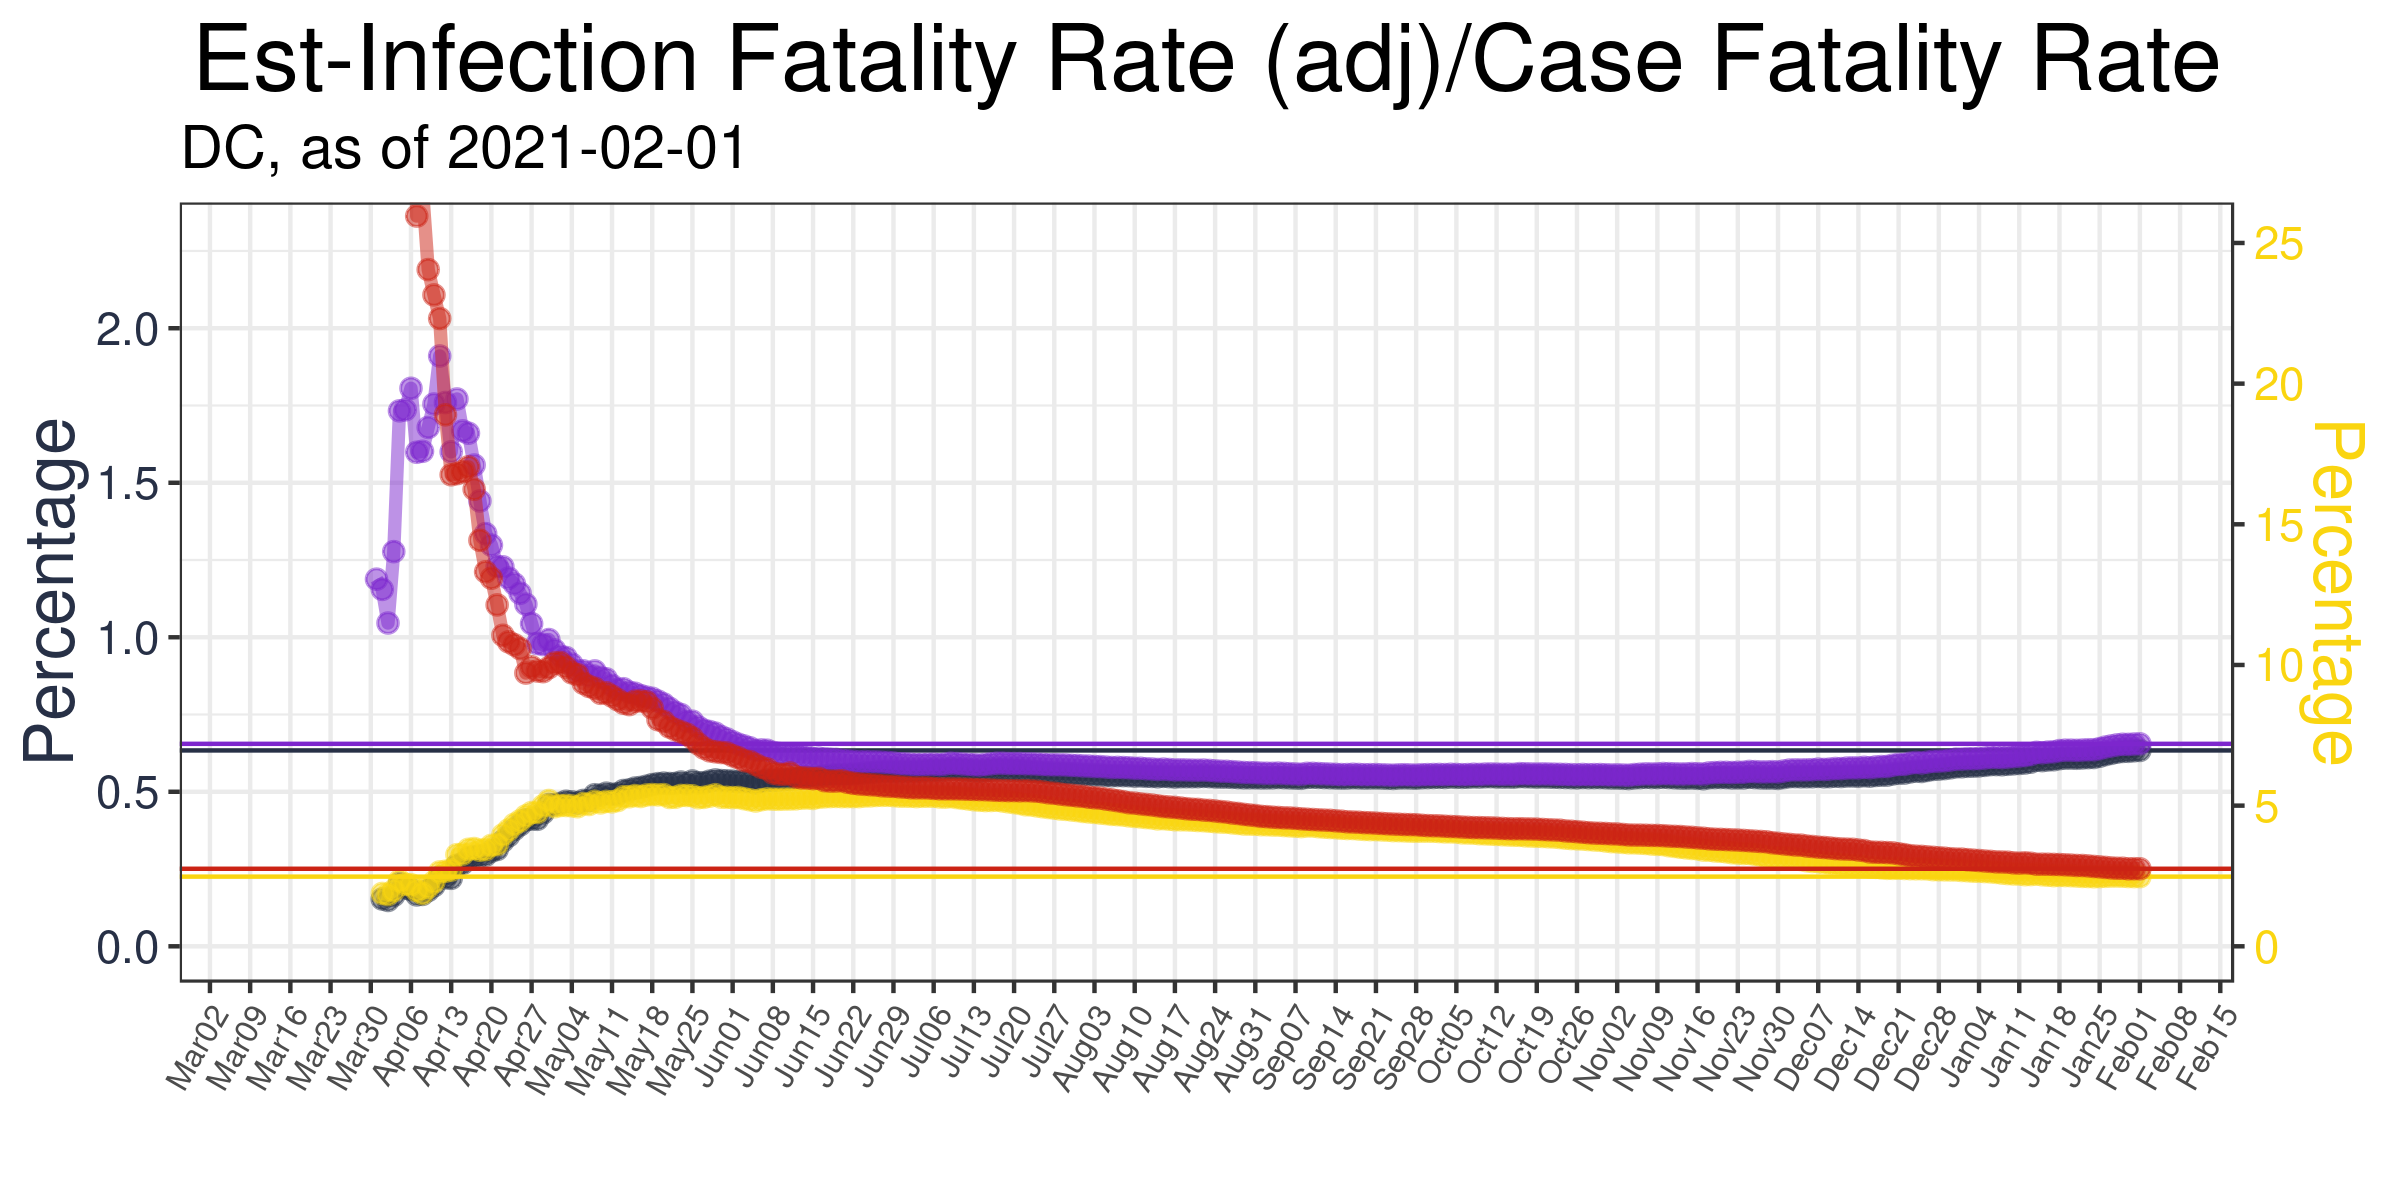 Est-Infection Fatality Rate (adj)/Case Fatality Rate
DC, as of 2021-02-01
Percentage
2.0
1.5
1.0
0.5
0.0
25
20
15
10
5
0
Percentage
Mar02
Mar09
Mar16
Mar23
Mar30
Apr06
Apr13
Apr20
Apr27
May04
May11
May18
May25
Jun01
Jun08
Jun15
Jun22
Jun29
Jul06
Jul13
Jul20
Jul27
Aug03
Aug10
Aug17
Aug24
Aug31
Sep07
Sep14
Sep21
Sep28
Oct05
Oct12
Oct19
Oct26
Nov02
Nov09
Nov16
Nov23
Nov30
Dec07
Dec14
Dec21
Dec28
Jan04
Jan11
Jan18
Jan25
Feb01
Feb08
Feb15